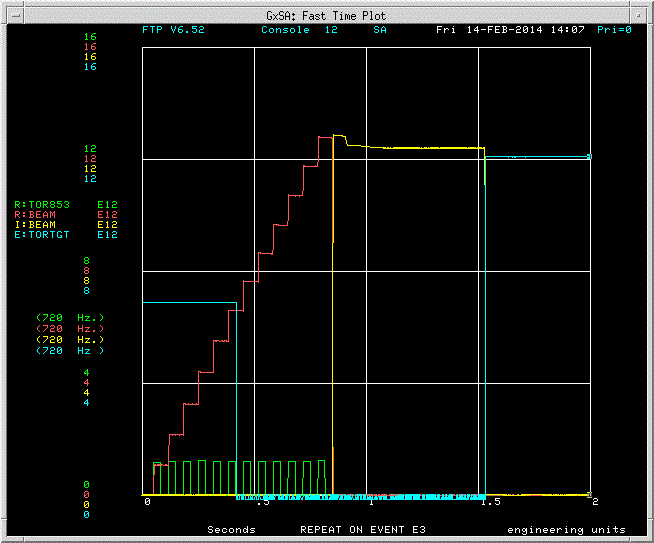 GxSA: Fast Time Plot
FTP V6.52 Console 12 SA Fri 14-FEB-2014 14:07 Pri=0
16
16
16
16
12
12
12
12
R:TOR853 E12
R:BEAM E12
I:BEAM E12
E:TORTGT E12
8
8
8
8
(720 Hz.)
(720 Hz.)
(720 Hz.)
(720 Hz )
4
4
4
4
0
0
0
0
0 .5 1 1.5 2
Seconds REPEAT ON EVENT E3 engineering units